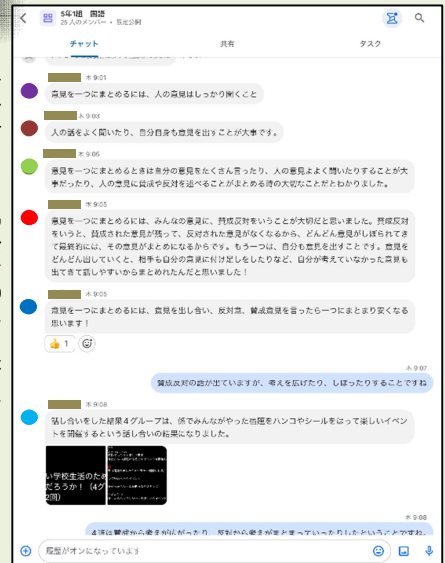 5年1組 国語
25 人のメンバー • 限定公開
チャット
共有
タスク
木 9:01
意見を一つにまとめるには、人の意見はしっかり聞くこと
木 9:03
人の話をよく聞いたり、自分自身も意見を出すことが大事です。
木 9:05
意見を一つにまとめるときは自分の意見をたくさん言ったり、人の意見よよく聞いたりすることが大
事だったり、人の意見に賛成や反対を述べることがまとめる時の大切なことだとわかりました。
木 9:05
意見を一つにまとめるには、みんなの意見に、賛成反対をいうことが大切だと思いました。賛成反対
をいうと、賛成された意見が残って、反対された意見がなくなるから、どんどん意見がしぼられてき
て最終的には、その意見がまとめになるからです。もう一つは、自分も意見を出すことです。意見を
どんどん出していくと、相手も自分の意見に付け足しをしたりなど、自分が考えていなかった意見も
出てきて話しやすいからまとめれたんだと思いました！
木 9:05
意見を一つにまとめるには、意見を出し合い、反対意、賛成意見を言ったら一つにまとまり安くなる
思います！
1
木 9:07
賛成反対の話が出ていますが、考えを広げたり、しぼったりすることですね
木 9:08
話し合いをした結果４グループは、係でみんながやった宿題をハンコやシールをはって楽しいイベン
トを開催するという話し合いの結果になりました。
い学校生活のため
だろうか！（4グ
2回）
木 9:08
4班は賛成から考えが広がったり、反対から考えがまとまっていったりしたということですね。
履歴がオンになっています